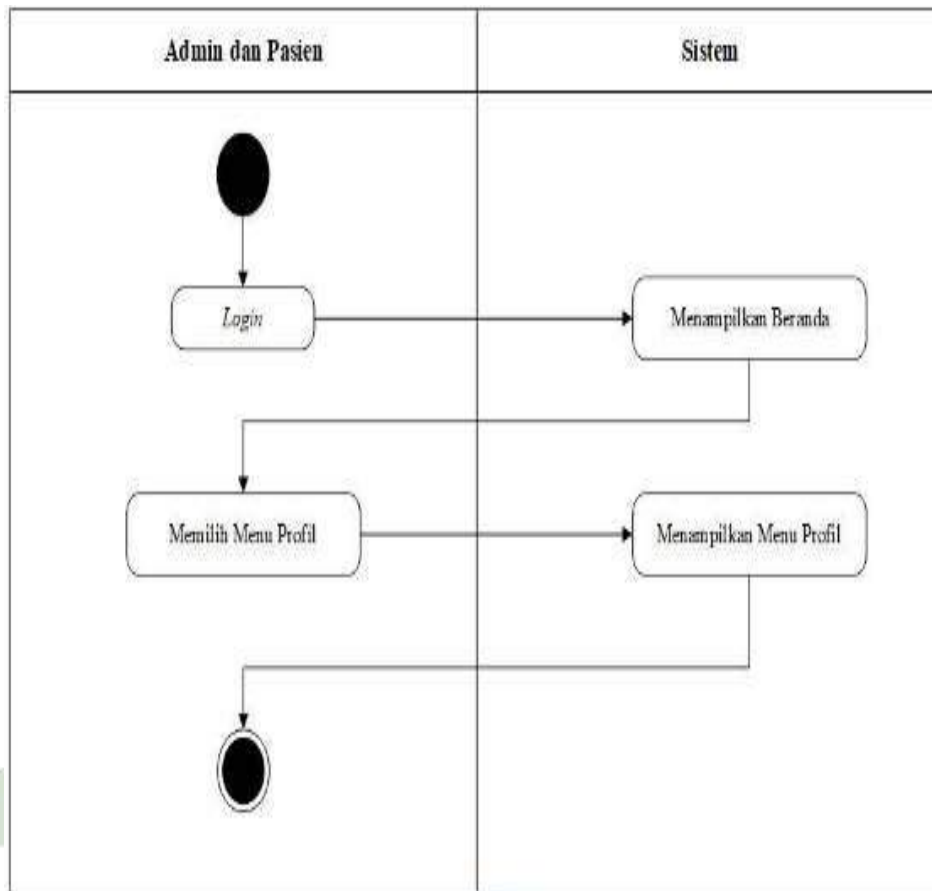 Admin dan Pasien
Sistem
Login
Menampilkan Beranda
Memilih Menu Profil
Menampilkan Menu Profil